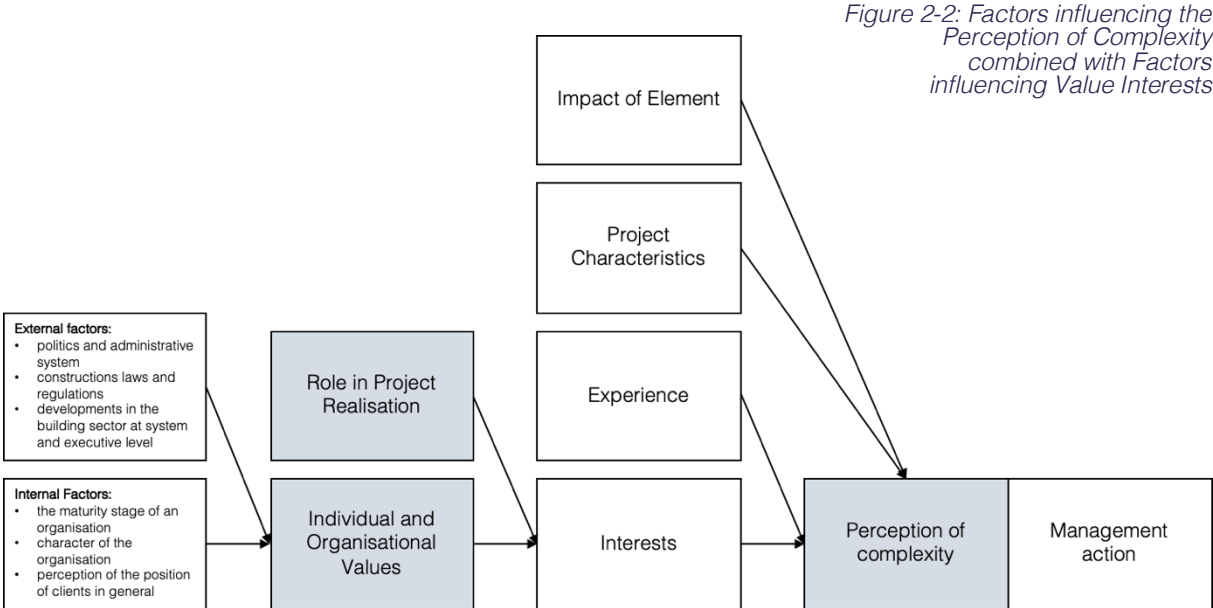 Figure 2-2: Factors influencing the
Perception of Complexity
combined with Factors
influencing Value Interests
Impact of Element
Project
Characteristics
External factors:
• politics and administrative
system
• constructions laws and
regulations
• developments in the
building sector at system
and executive level
Role in Project
Realisation
Experience
Internal Factors:
• the maturity stage of an
organisation
• character of the
organisation
• perception of the position
of clients in general
Individual and
Organisational
Values
Interests
Perception of
complexity
Management
action